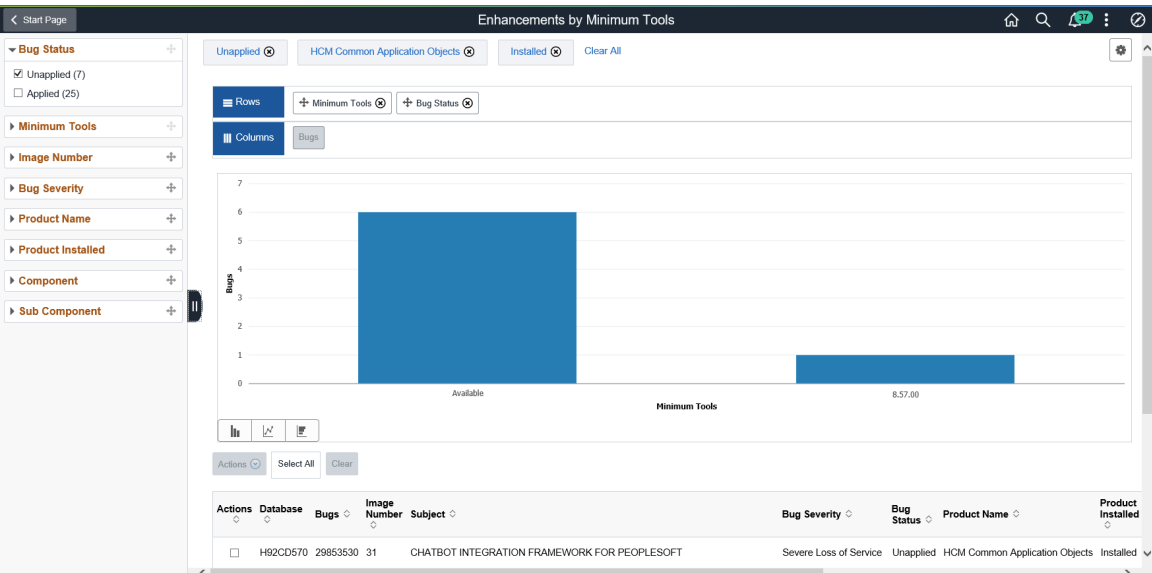 Start Page
Enhancements by Minimum Tools
37
Bug Status
Unapplied (7)
Applied (25)
Minimum Tools
Image Number
Bug Severity
Product Name
Product Installed
Component
Sub Component
Unapplied HCM Common Application Objects Installed Clear All
Rows Minimum Tools Bug Status
Columns Bugs
7
6
5
4
3
2
1
0
Bugs
Available 8.57.00
Minimum Tools
Actions Select All Clear
Actions Database Bugs Image Number Subject Bug Severity Bug Status Product Name Product Installed
H92CD570 29853530 31 CHATBOT INTEGRATION FRAMEWORK FOR PEOPLESOFT Severe Loss of Service Unapplied HCM Common Application Objects Installed